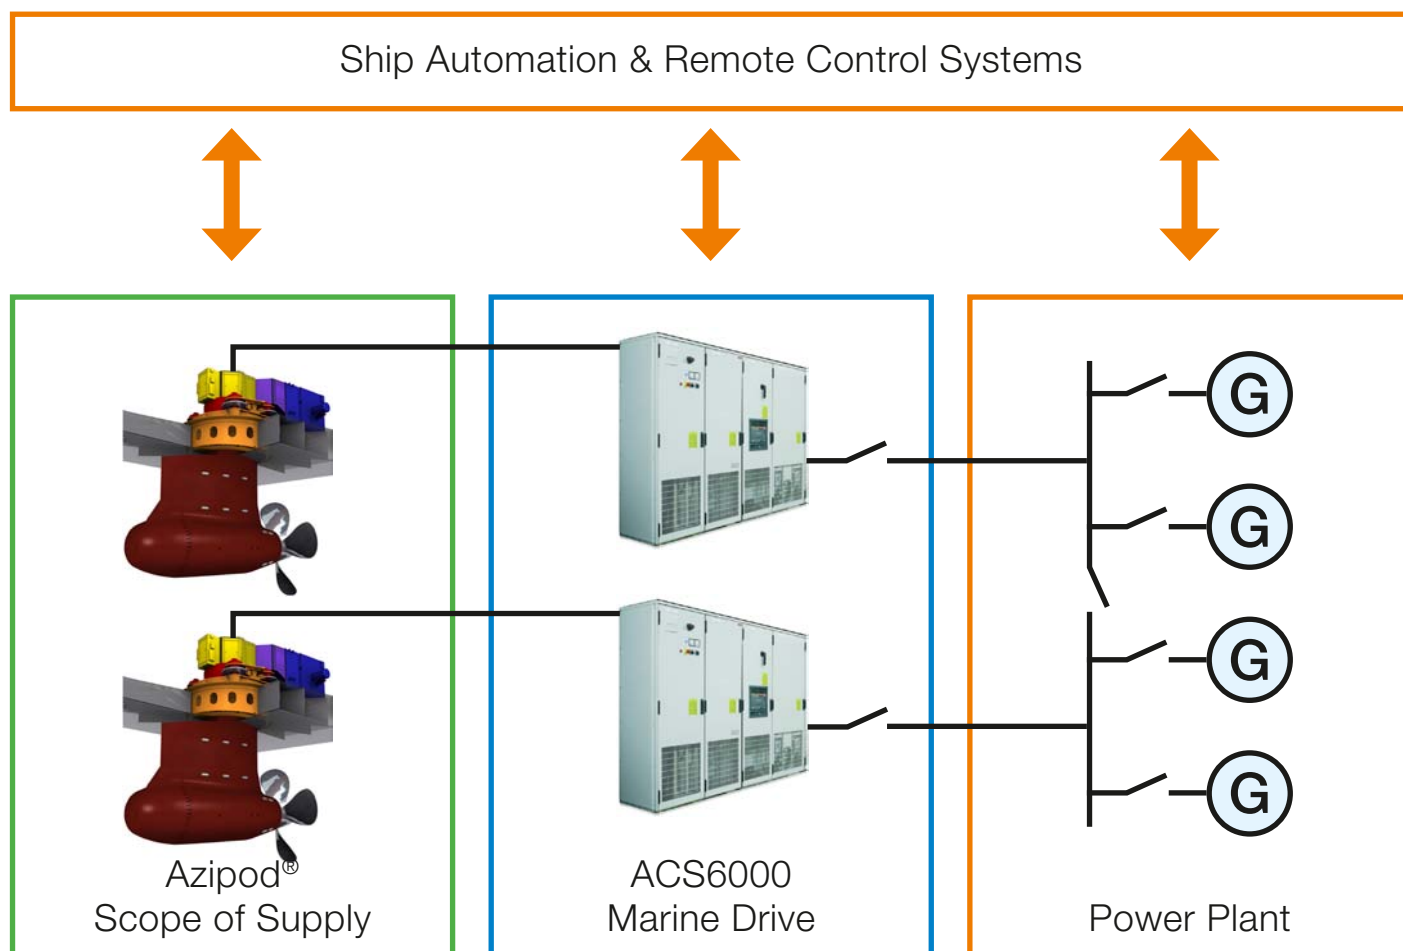 Ship Automation & Remote Control Systems
G
G
G
G
Azipod®
Scope of Supply
ACS6000
Marine Drive
Power Plant